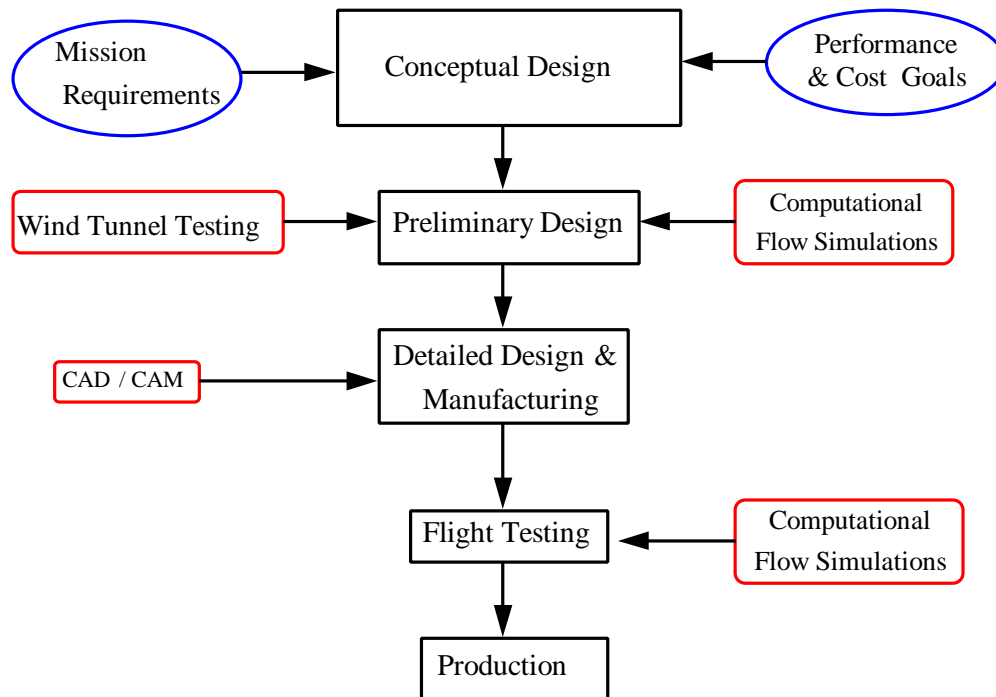 Mission
Requirements
Conceptual Design
Performance
& Cost Goals
Wind Tunnel Testing
Preliminary Design
Computational
Flow Simulations
CAD / CAM
Detailed Design &
Manufacturing
Flight Testing
Computational
Flow Simulations
Production